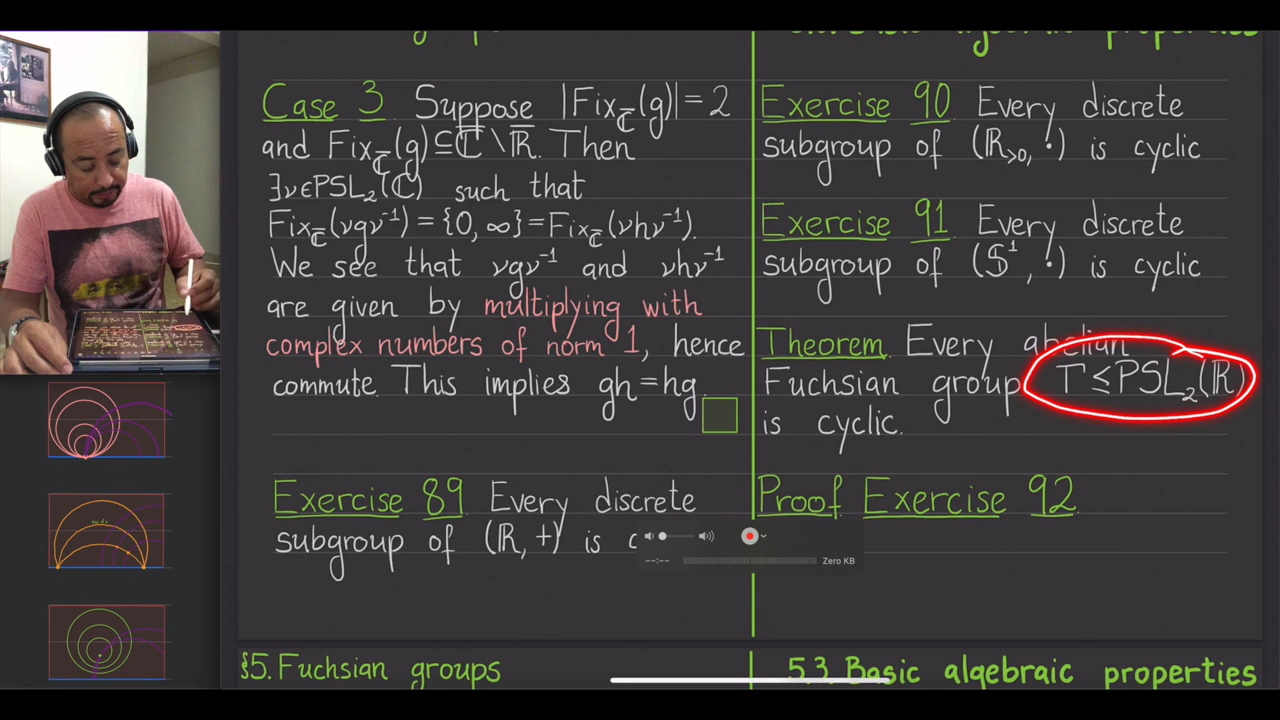 Case 3 Suppose |Fix_ℂ̅(g)| = 2
and Fix_ℂ̅(g) ⊆ ℂ \ ℝ. Then
∃ν∈PSL₂(ℂ) such that
Fix_ℂ̅(νgν⁻¹) = {0, ∞} = Fix_ℂ̅(νhν⁻¹).
We see that νgν⁻¹ and νhν⁻¹
are given by multiplying with
complex numbers of norm 1, hence
commute. This implies gh = hg.
Exercise 89 Every discrete
subgroup of (ℝ, +) is
§5. Fuchsian groups
Exercise 90 Every discrete
subgroup of (ℝ>0, ·) is cyclic
Exercise 91 Every discrete
subgroup of (𝕊¹, ·) is cyclic
Theorem. Every abelian
Fuchsian group Γ ≤ PSL₂(ℝ)
is cyclic.
Proof Exercise 92
--:--
Zero KB
5.3. Basic algebraic properties